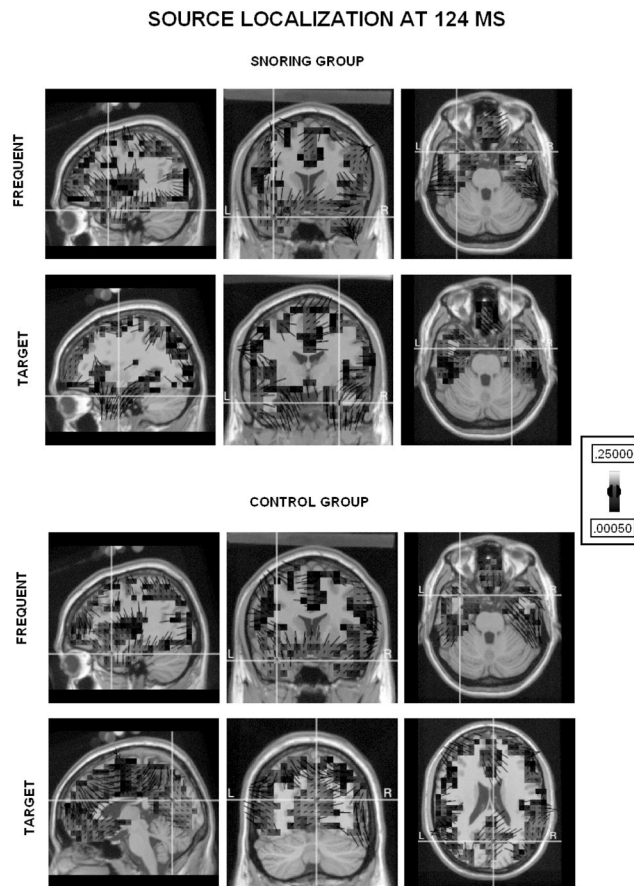 SOURCE LOCALIZATION AT 124 MS
SNORING GROUP
FREQUENT
L R
L R
TARGET
L R
L R
.25000
.00050
CONTROL GROUP
FREQUENT
L R
L R
TARGET
L R
L R